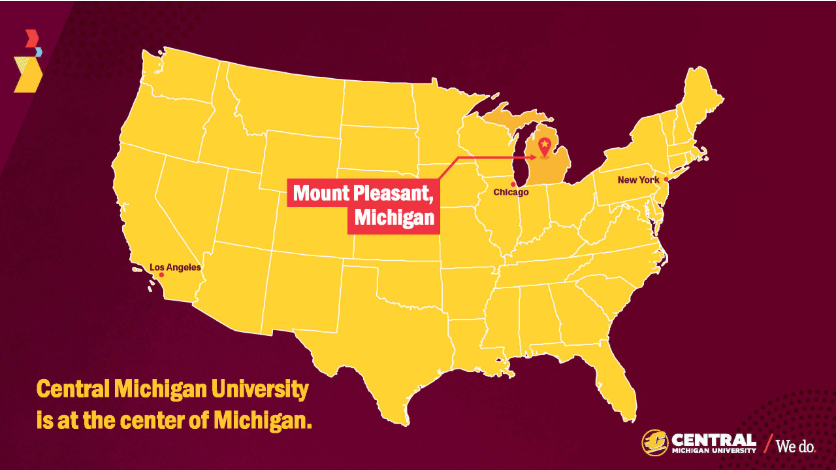 Mount Pleasant,
Michigan
Chicago
New York
Los Angeles
Central Michigan University
is at the center of Michigan.
CENTRAL
MICHIGAN UNIVERSITY
We do.